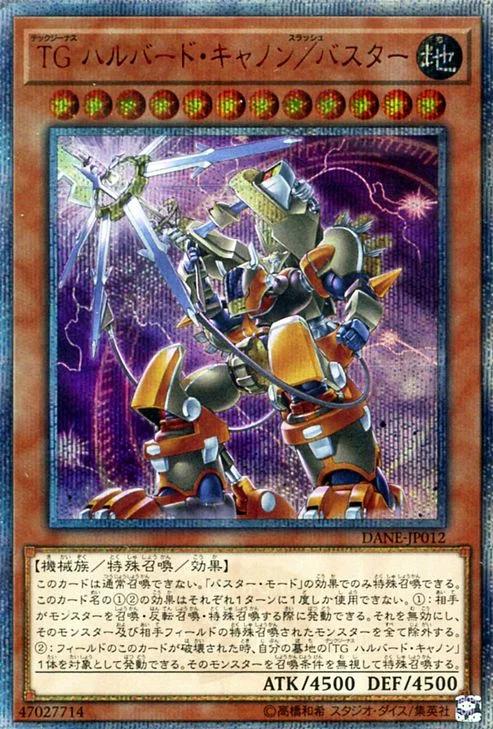 テックジーナス スラッシュ
TG ハルバード・キャノン/バスター 地
DANE-JP012
【機械族/特殊召喚/効果】
このカードは通常召喚できない。「バスター・モード」の効果でのみ特殊召喚できる。
このカード名の①②の効果はそれぞれ1ターンに1度しか使用できない。①:相手
がモンスターを召喚・反転召喚・特殊召喚する際に発動できる。それを無効にし、
そのモンスター及び相手フィールドの特殊召喚されたモンスターを全て除外する。
②:フィールドのこのカードが破壊された時、自分の墓地の「TG ハルバード・キャノン」
1体を対象として発動できる。そのモンスターを召喚条件を無視して特殊召喚する。
ATK/4500 DEF/4500
47027714 ©高橋和希 スタジオ・ダイス/集英社